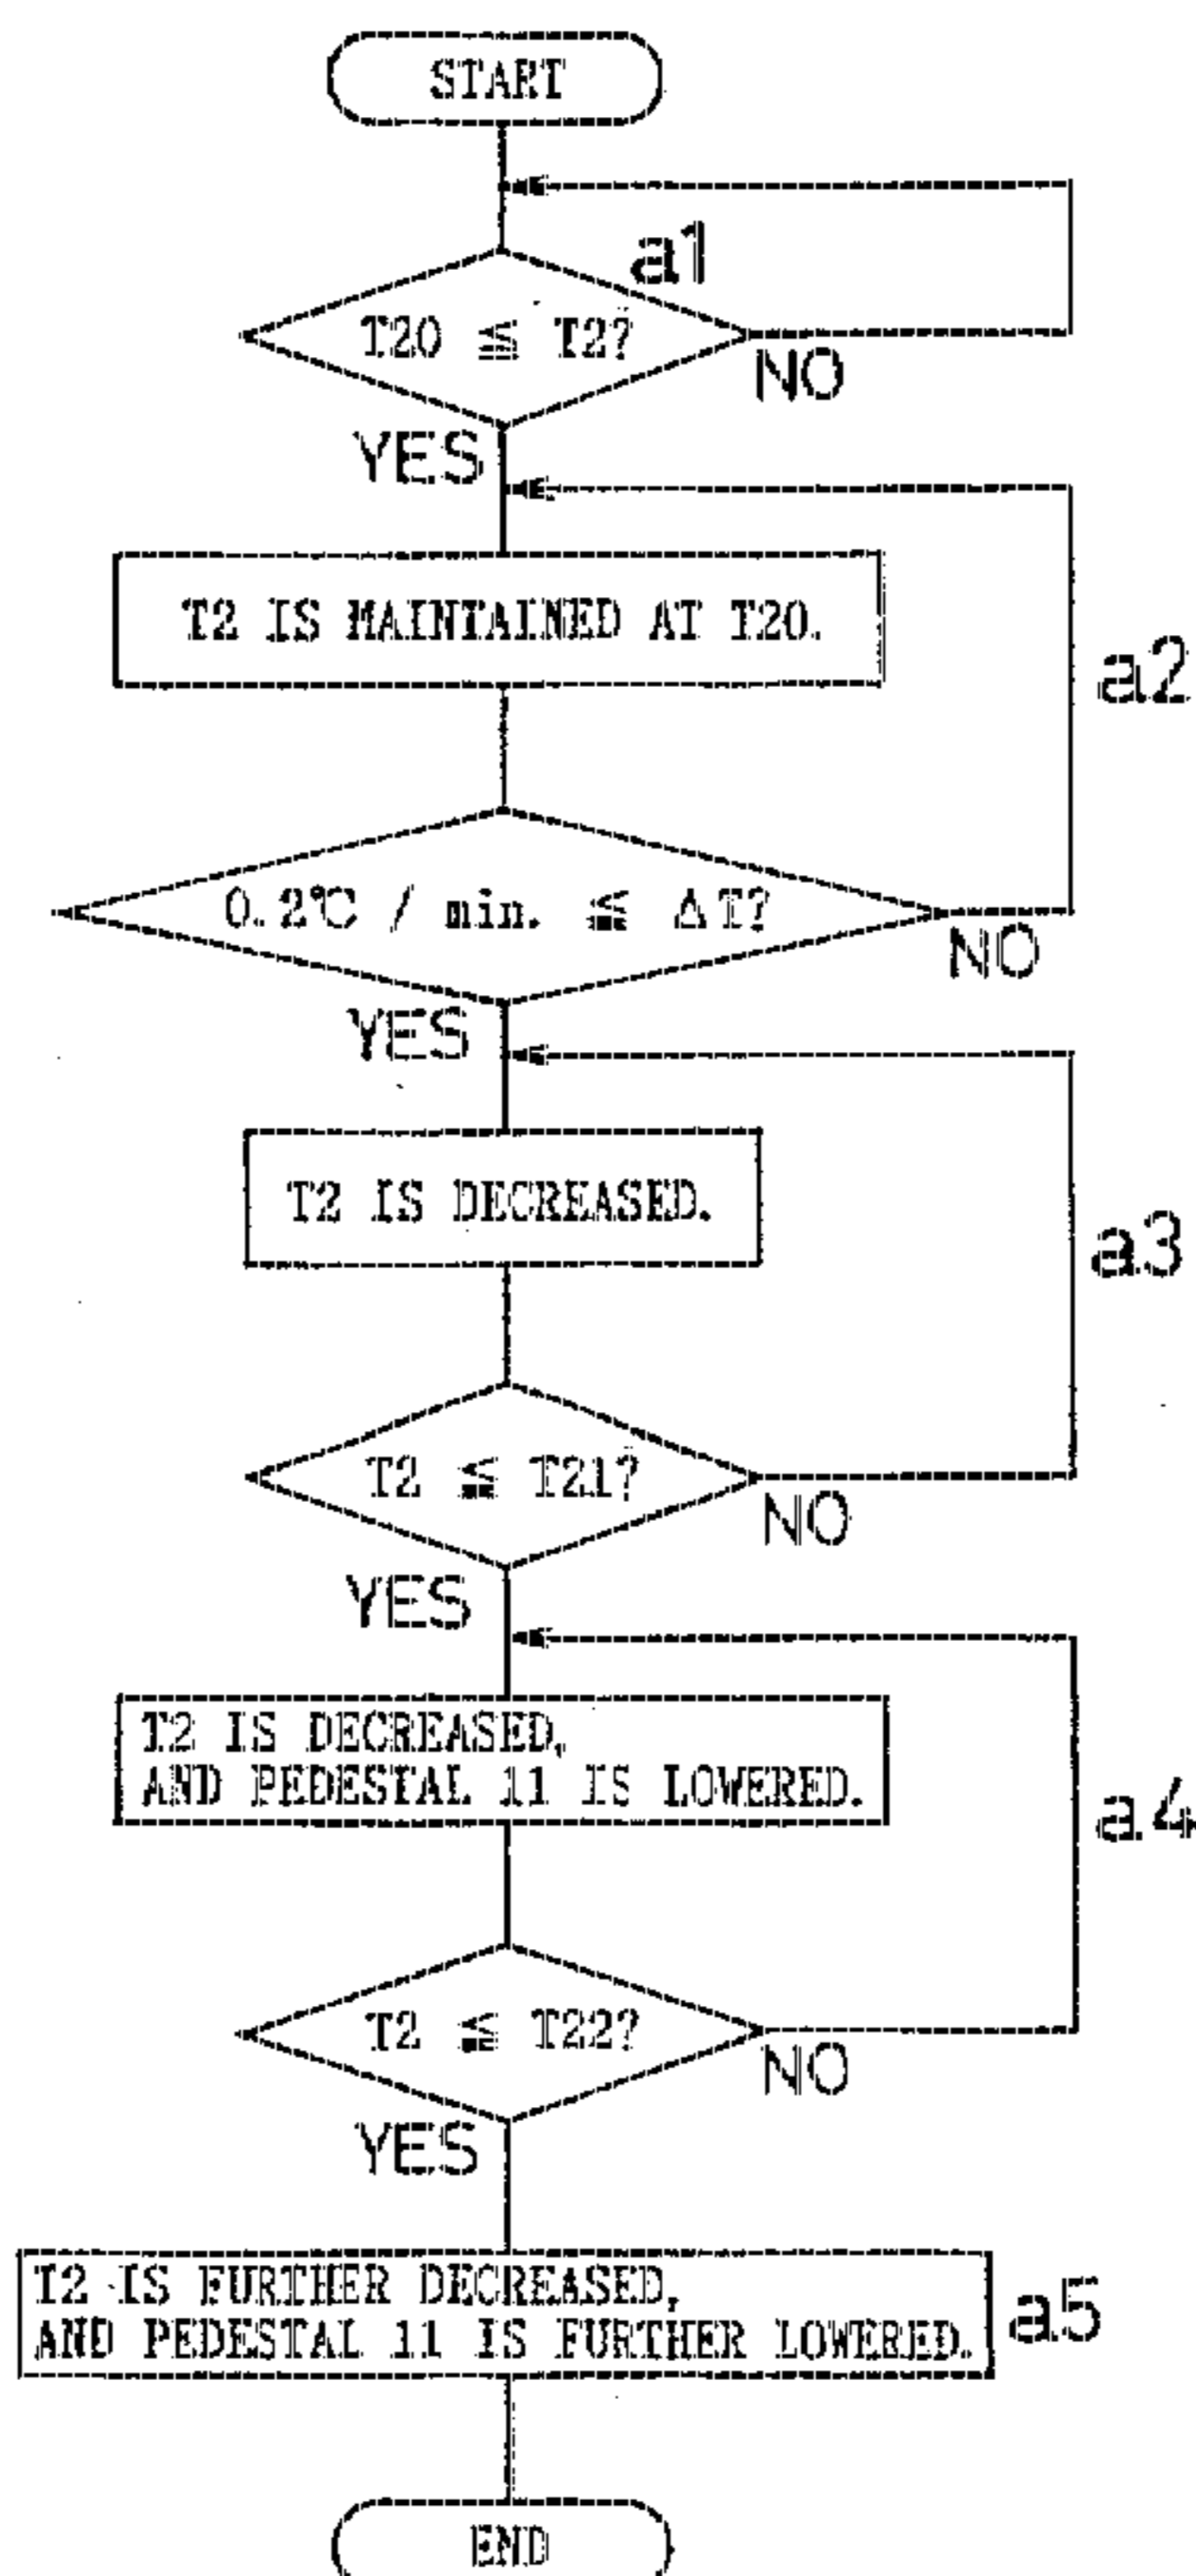 START
a1
T20 ≦ T2?
NO
YES
T2 IS MAINTAINED AT T20.
a2
0.2℃ / min. ≦ ΔT?
NO
YES
T2 IS DECREASED.
a3
T2 ≦ T21?
NO
YES
T2 IS DECREASED,
AND PEDESTAL 11 IS LOWERED.
a4
T2 ≦ T22?
NO
YES
T2 IS FURTHER DECREASED,
AND PEDESTAL 11 IS FURTHER LOWERED.
a5
END